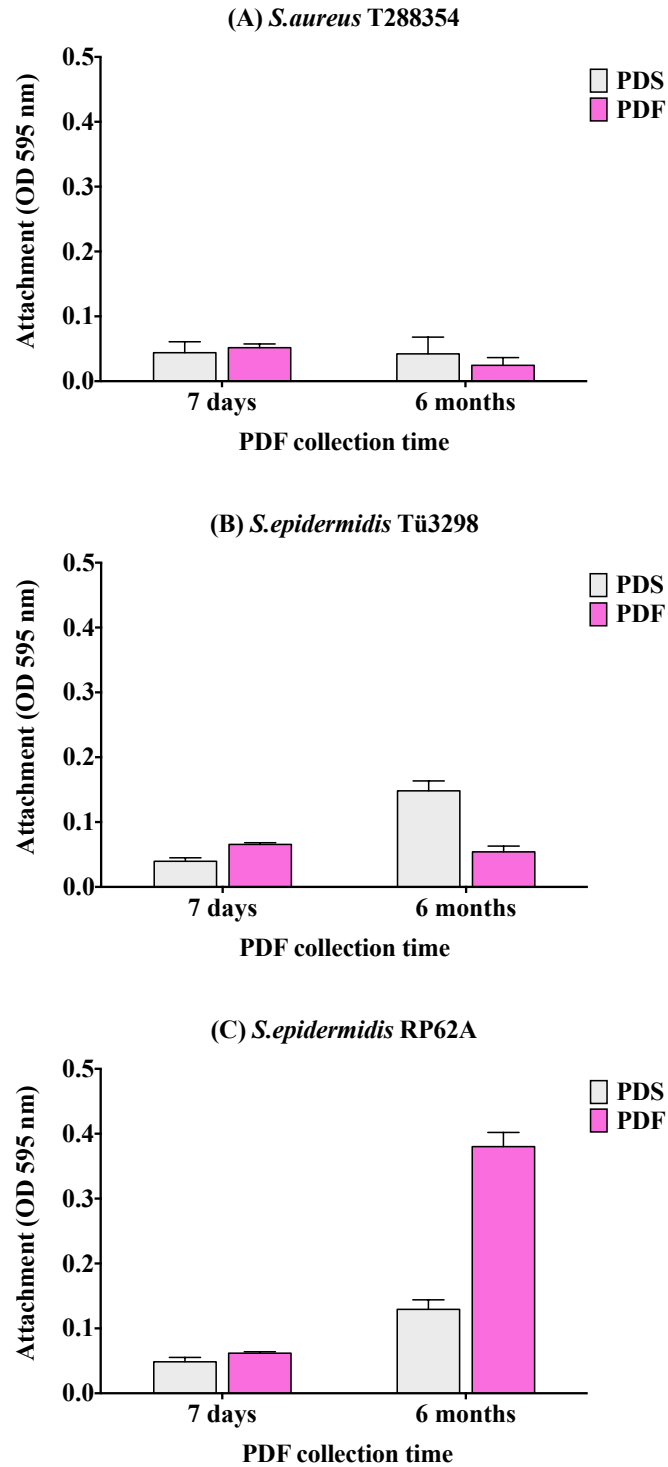 (A) S.aureus T288354
0.5
0.4
0.3
0.2
0.1
0.0
Attachment (OD 595 nm)
PDS
PDF
7 days
6 months
PDF collection time
(B) S.epidermidis Tü3298
0.5
0.4
0.3
0.2
0.1
0.0
Attachment (OD 595 nm)
PDS
PDF
7 days
6 months
PDF collection time
(C) S.epidermidis RP62A
0.5
0.4
0.3
0.2
0.1
0.0
Attachment (OD 595 nm)
PDS
PDF
7 days
6 months
PDF collection time